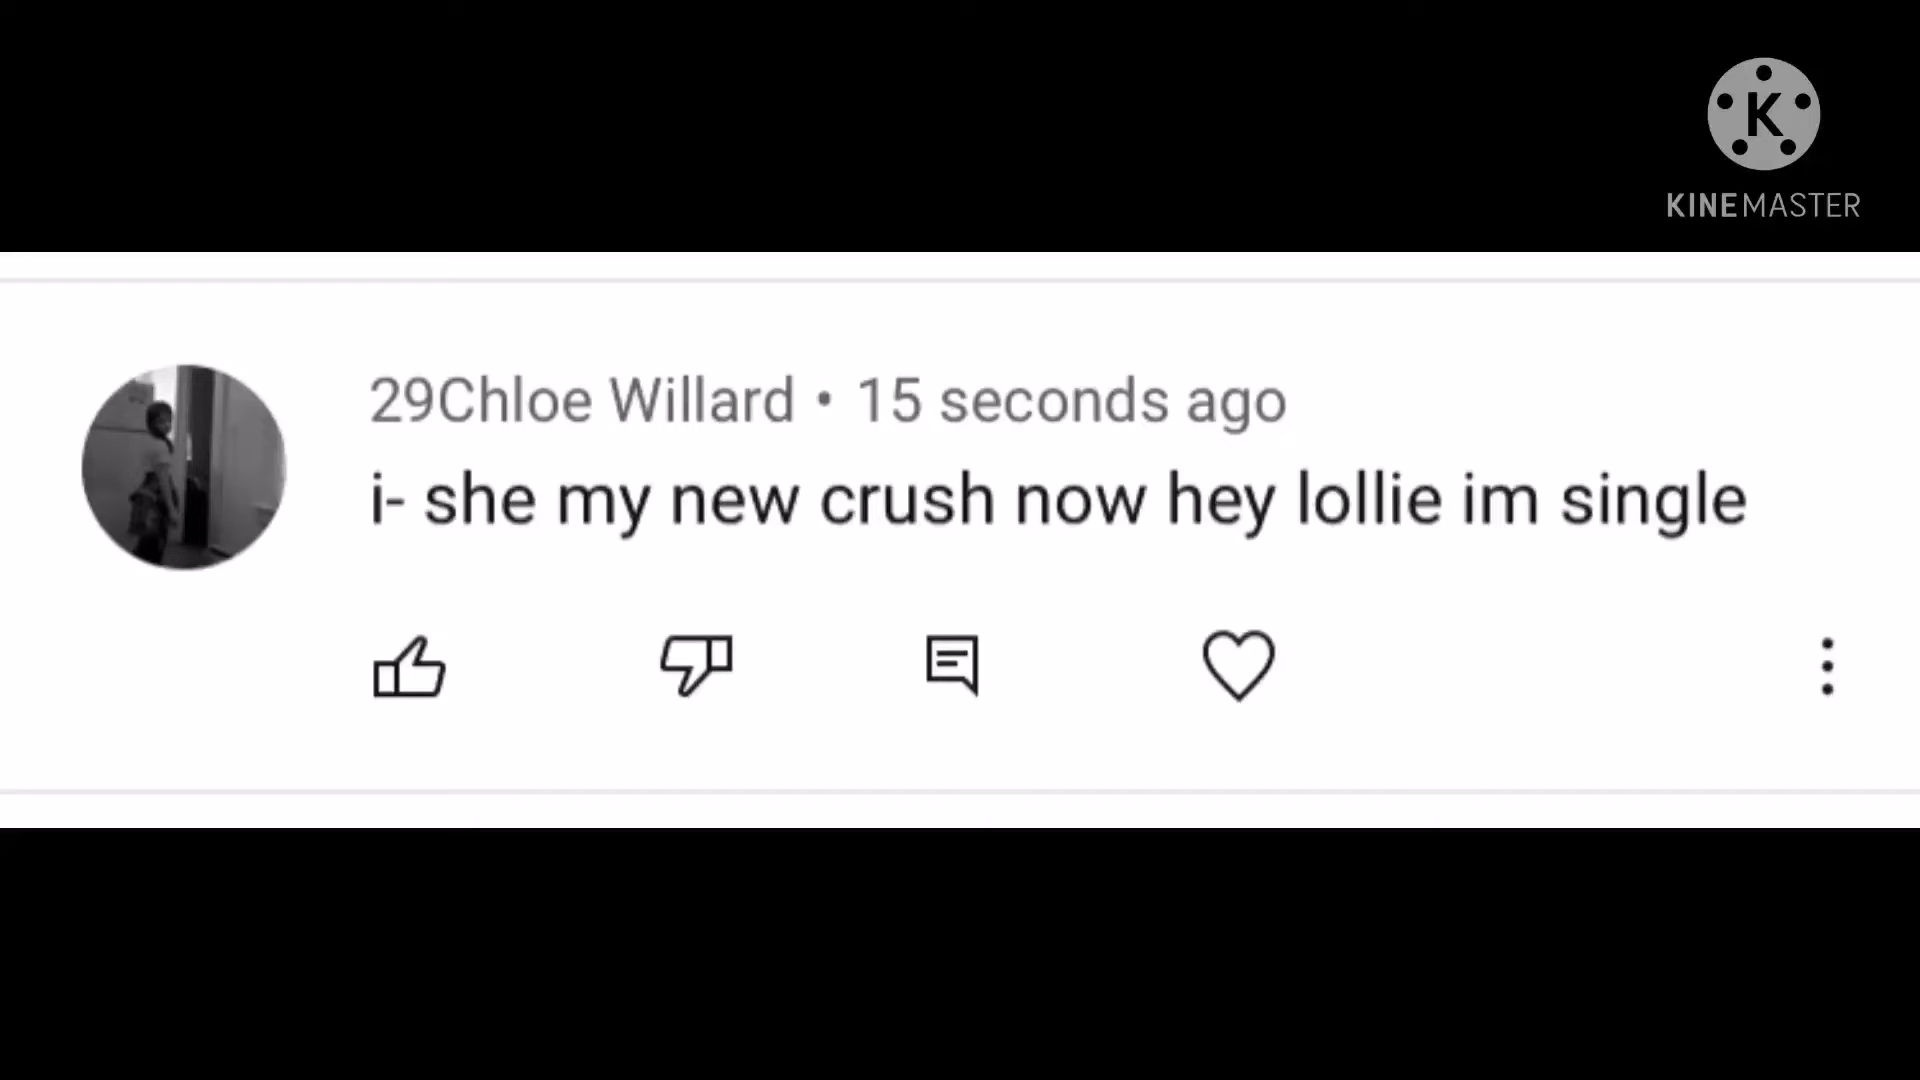 K
KINEMASTER
29Chloe Willard • 15 seconds ago
i- she my new crush now hey lollie im single